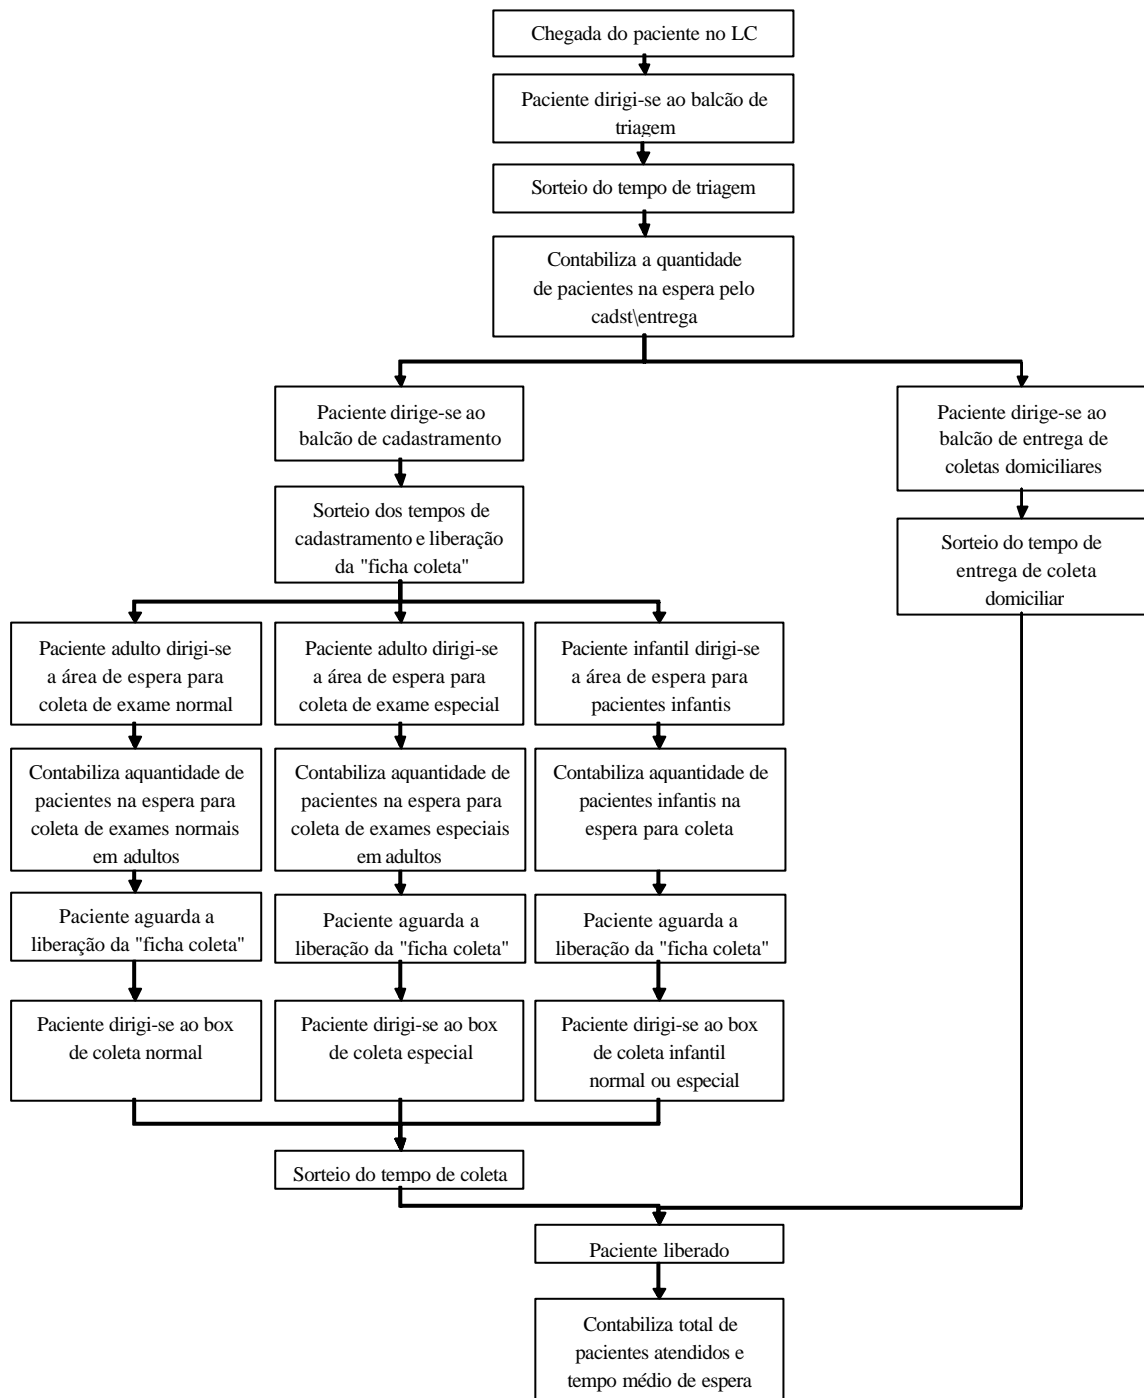 Chegada do paciente no LC
Paciente dirigi-se ao balcão de
triagem
Sorteio do tempo de triagem
Contabiliza a quantidade
de pacientes na espera pelo
cadst\entrega
Paciente dirige-se ao
balcão de cadastramento
Paciente dirige-se ao
balcão de entrega de
coletas domiciliares
Sorteio dos tempos de
cadastramento e liberação
da "ficha coleta"
Sorteio do tempo de
entrega de coleta
domiciliar
Paciente adulto dirigi-se
a área de espera para
coleta de exame normal
Paciente adulto dirigi-se
a área de espera para
coleta de exame especial
Paciente infantil dirigi-se
a área de espera para
pacientes infantis
Contabiliza aquantidade de
pacientes na espera para
coleta de exames normais
em adultos
Contabiliza aquantidade de
pacientes na espera para
coleta de exames especiais
em adultos
Contabiliza aquantidade de
pacientes infantis na
espera para coleta
Paciente aguarda a
liberação da "ficha coleta"
Paciente aguarda a
liberação da "ficha coleta"
Paciente aguarda a
liberação da "ficha coleta"
Paciente dirigi-se ao box
de coleta normal
Paciente dirigi-se ao box
de coleta especial
Paciente dirigi-se ao box
de coleta infantil
normal ou especial
Sorteio do tempo de coleta
Paciente liberado
Contabiliza total de
pacientes atendidos e
tempo médio de espera